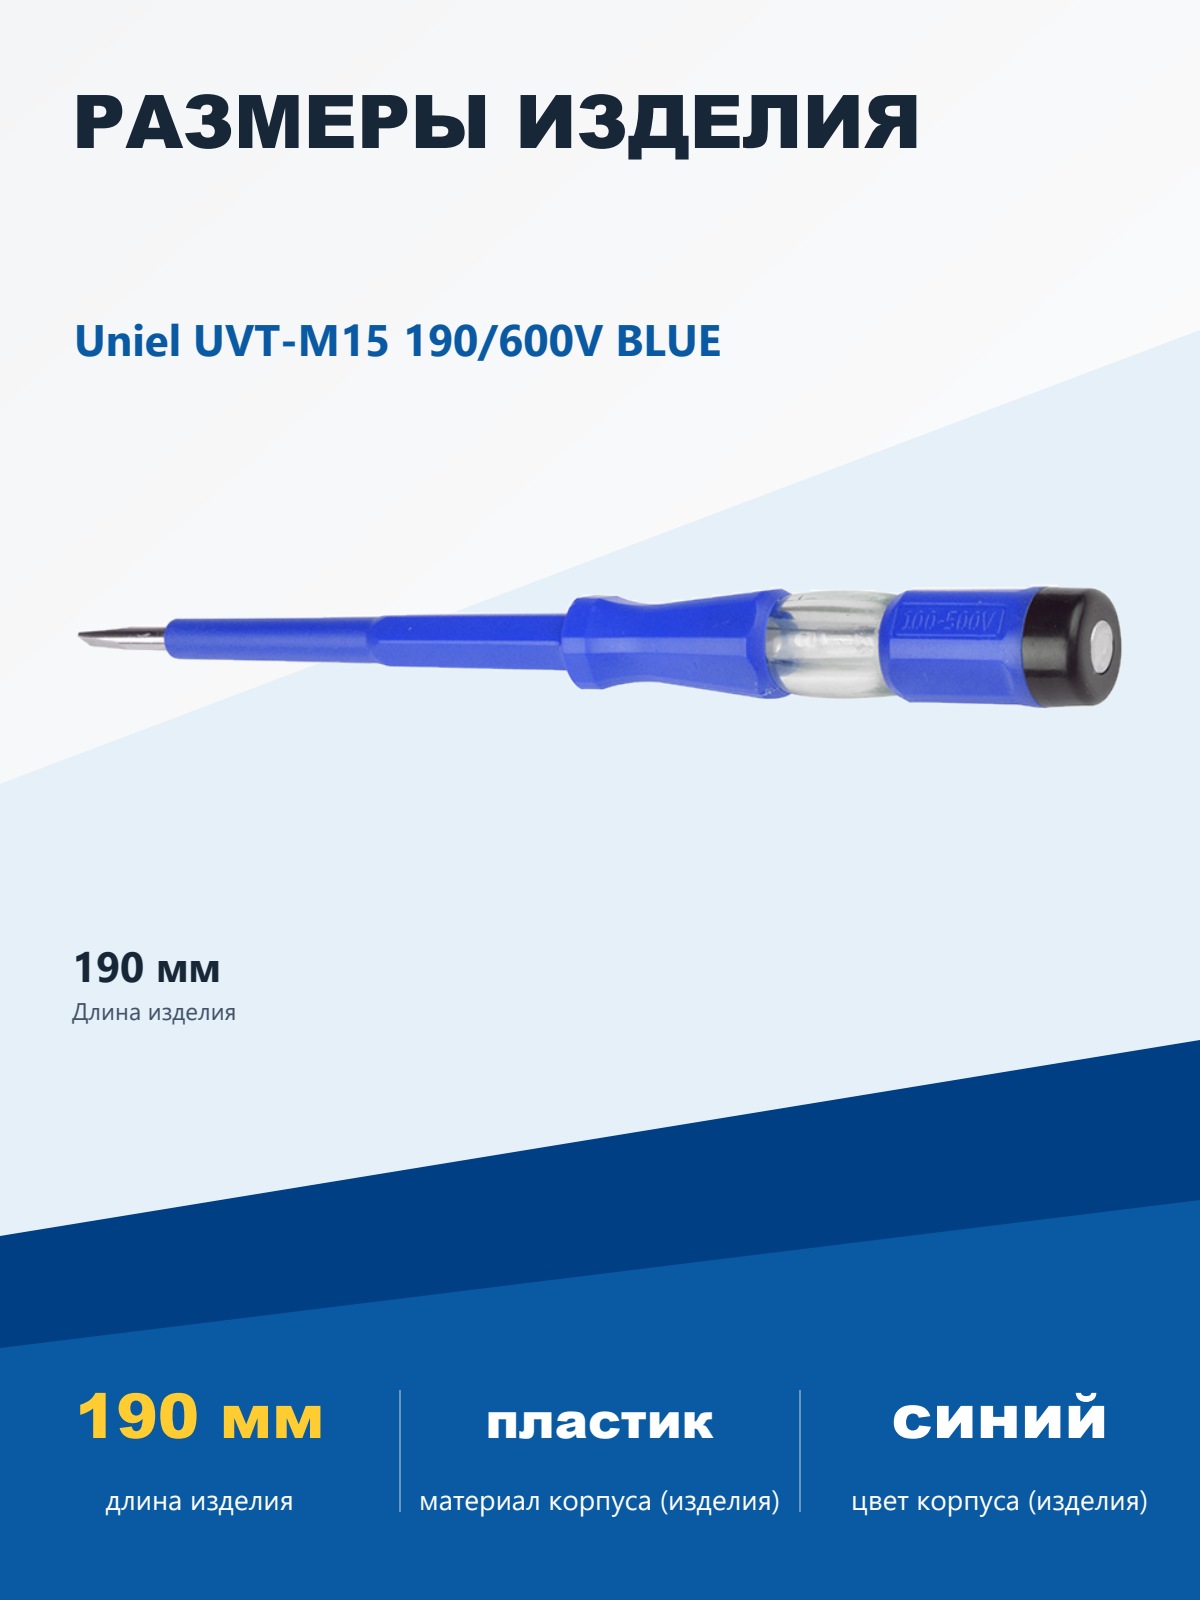 РАЗМЕРЫ ИЗДЕЛИЯ
Uniel UVT-M15 190/600V BLUE
100-500V
190 мм
Длина изделия
190 мм
длина изделия
пластик
материал корпуса (изделия)
синий
цвет корпуса (изделия)